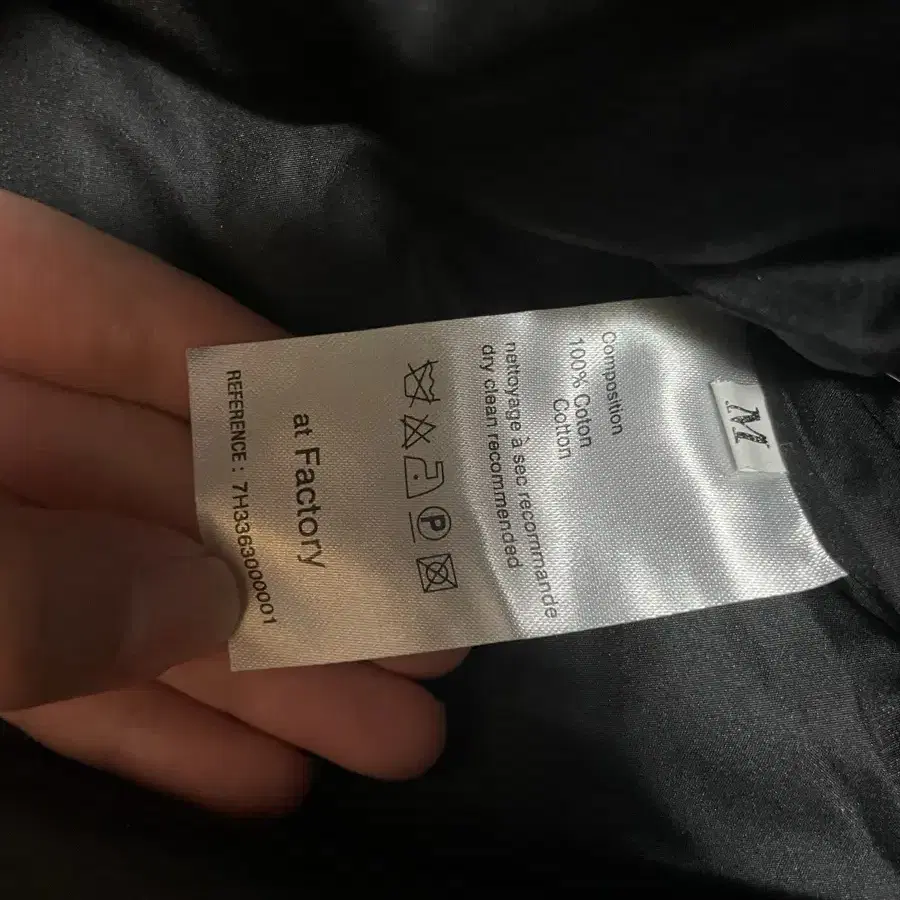 M
Composition
100% Coton
Cotton
nettoyage à sec recommande
dry clean recommended
P
at Factory
REFERENCE : 7H3363000001